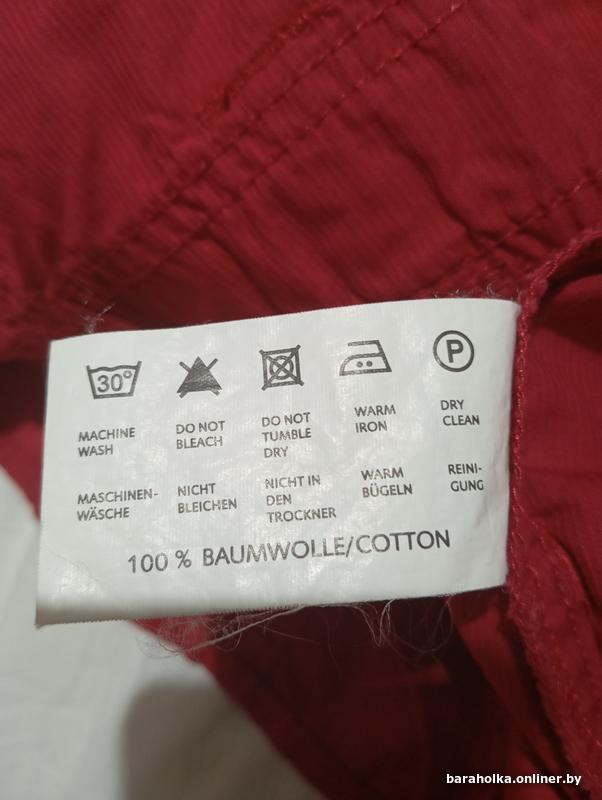 30°
P
MACHINE
WASH
DO NOT
BLEACH
DO NOT
TUMBLE
DRY
WARM
IRON
DRY
CLEAN
MASCHINEN-
WÄSCHE
NICHT
BLEICHEN
NICHT IN
DEN
TROCKNER
WARM
BÜGELN
REINI-
GUNG
100 % BAUMWOLLE/COTTON
baraholka.onliner.by